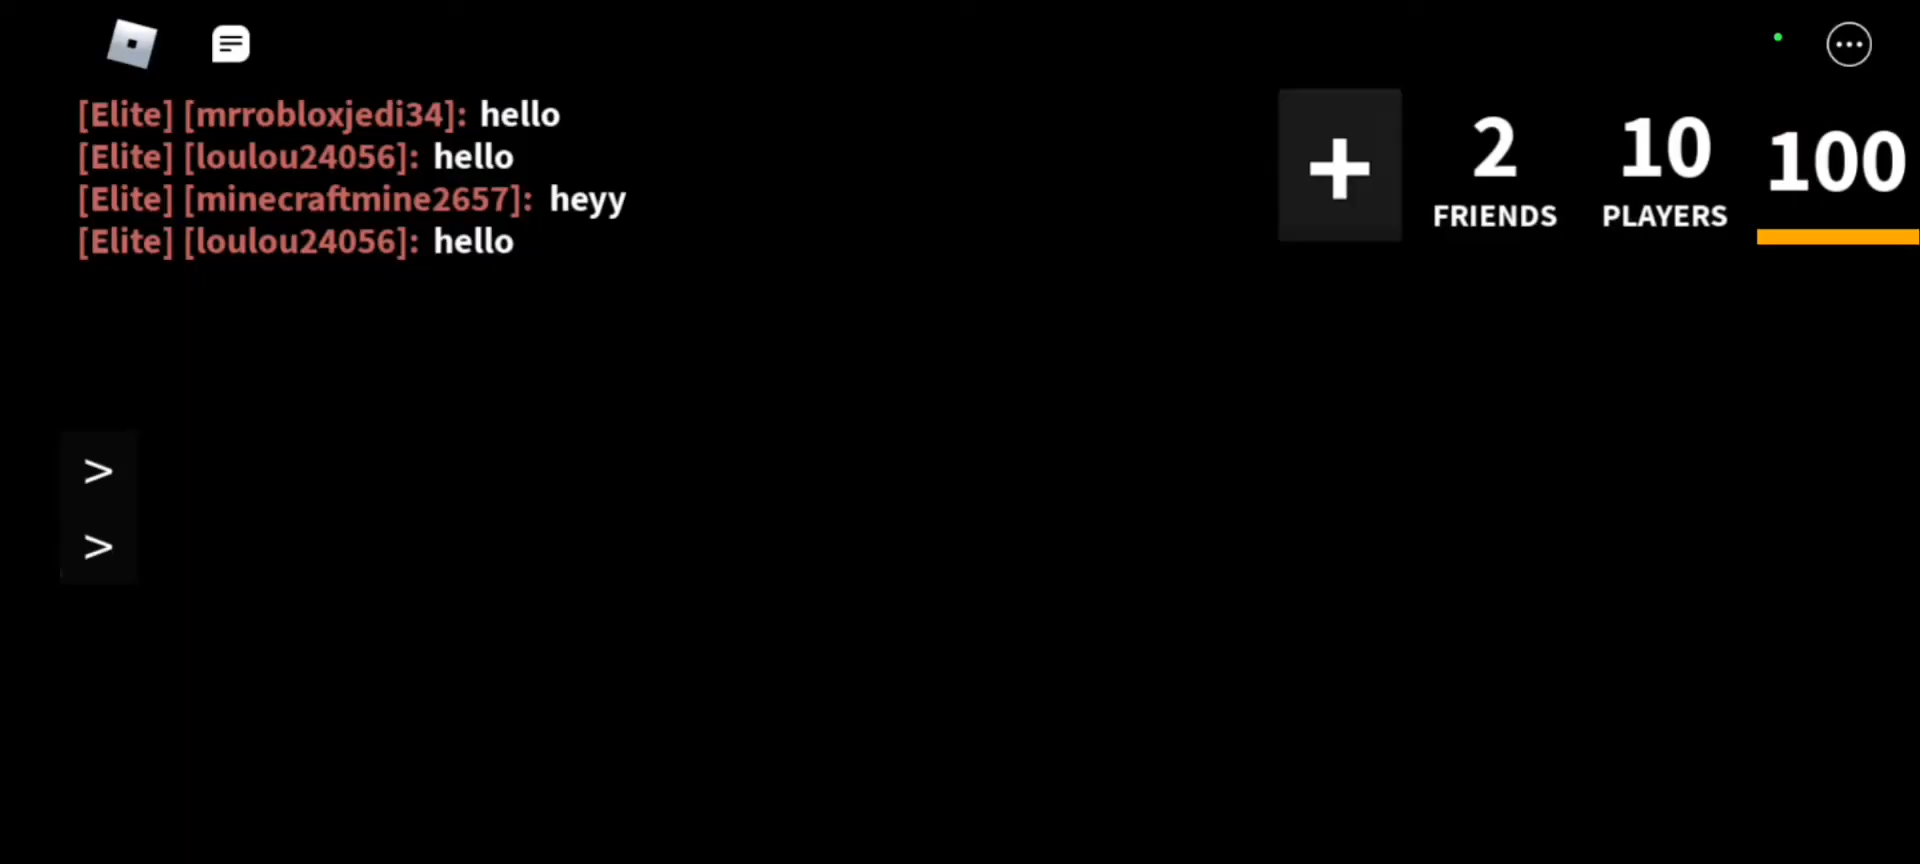 [Elite] [mrrobloxjedi34]: hello
[Elite] [loulou24056]: hello
[Elite] [minecraftmine2657]: heyy
[Elite] [loulou24056]: hello
+
2
FRIENDS
10
PLAYERS
100
>
>